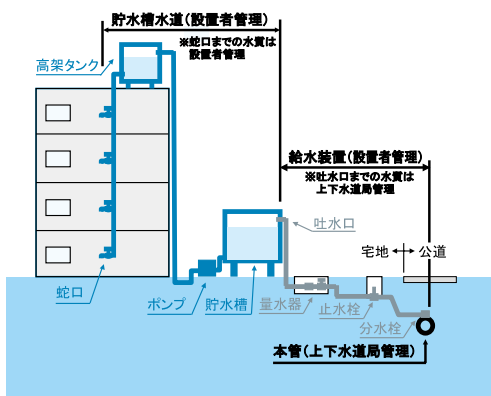 貯水槽水道(設置者管理)
※蛇口までの水質は
設置者管理
高架タンク
給水装置(設置者管理)
※吐水口までの水質は
上下水道局管理
吐水口
宅地
公道
蛇口
ポンプ
貯水槽
量水器
止水栓
分水栓
本管(上下水道局管理)